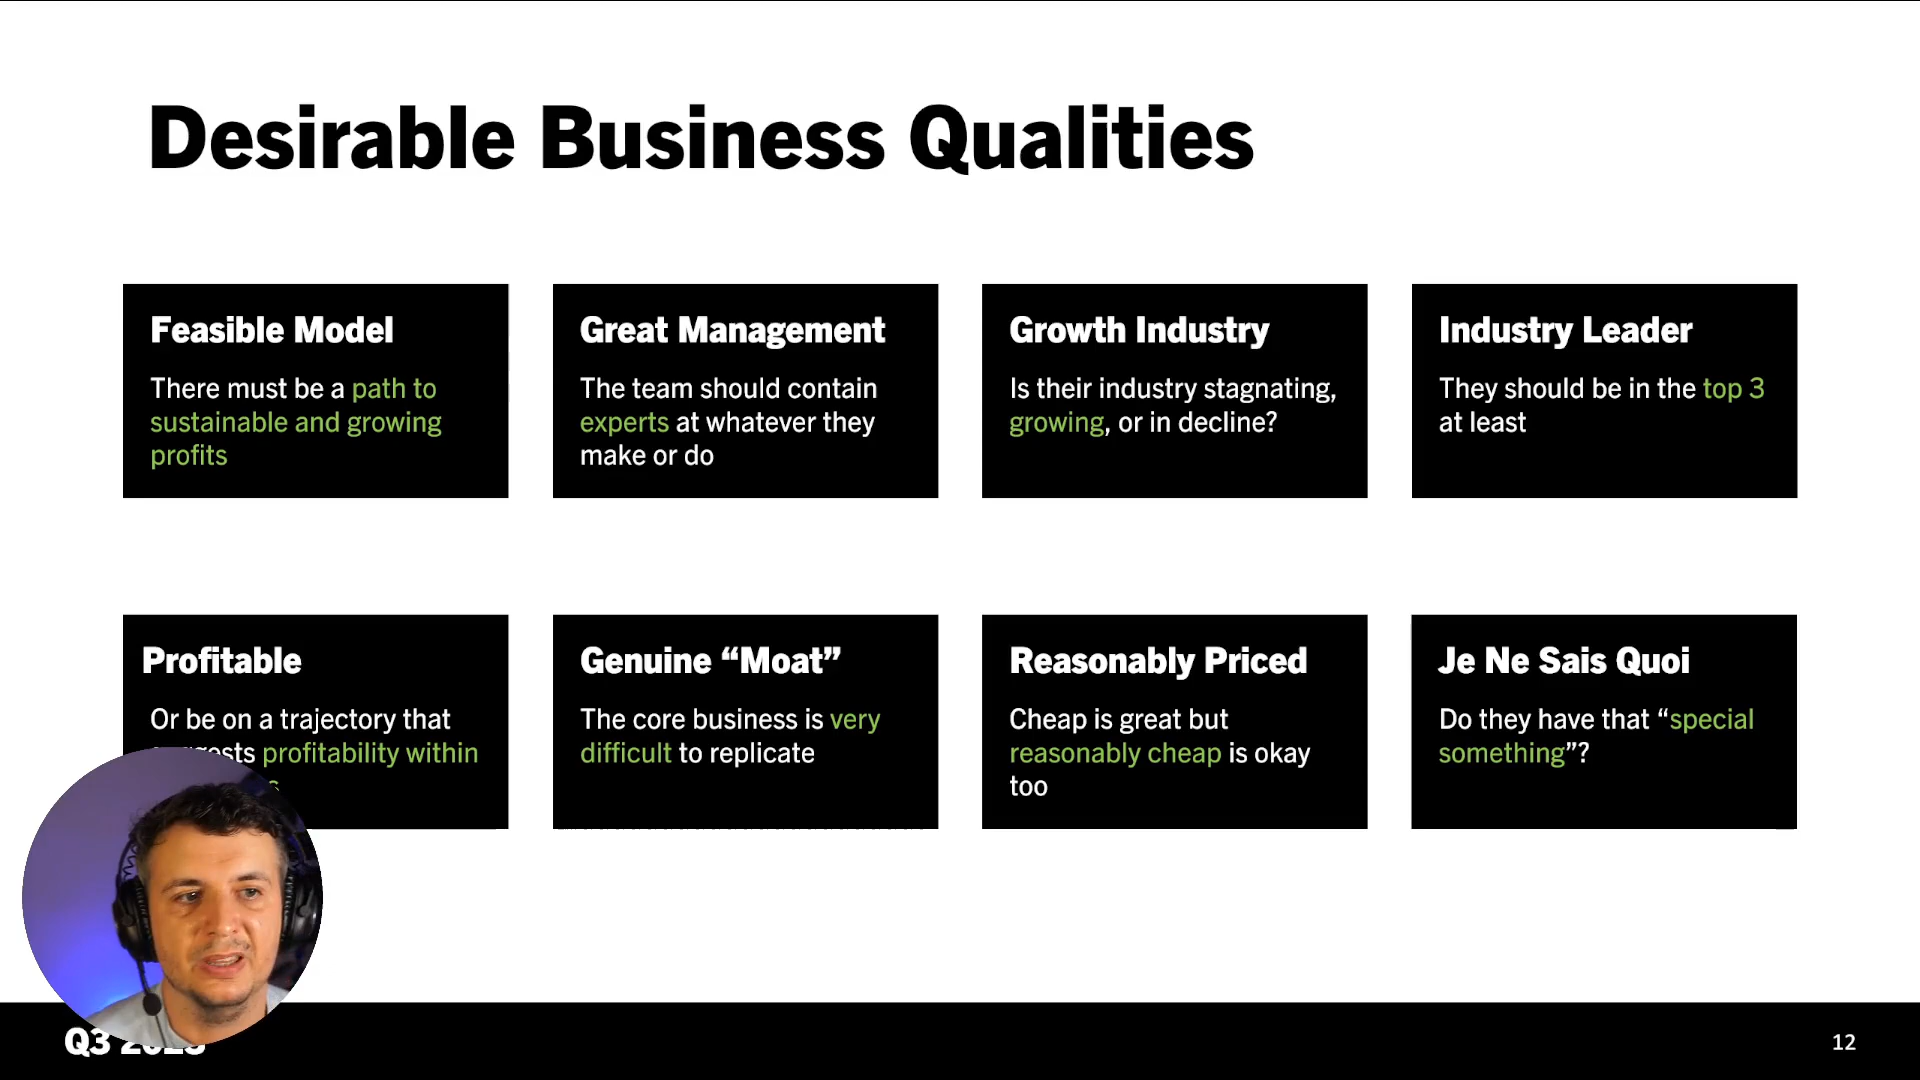 Desirable Business Qualities
Feasible Model
There must be a path to
sustainable and growing
profits
Great Management
The team should contain
experts at whatever they
make or do
Growth Industry
Is their industry stagnating,
growing, or in decline?
Industry Leader
They should be in the top 3
at least
Profitable
Or be on a trajectory that
profitability within
Genuine “Moat”
The core business is very
difficult to replicate
Reasonably Priced
Cheap is great but
reasonably cheap is okay
too
Je Ne Sais Quoi
Do they have that “special
something”?
Q3
12